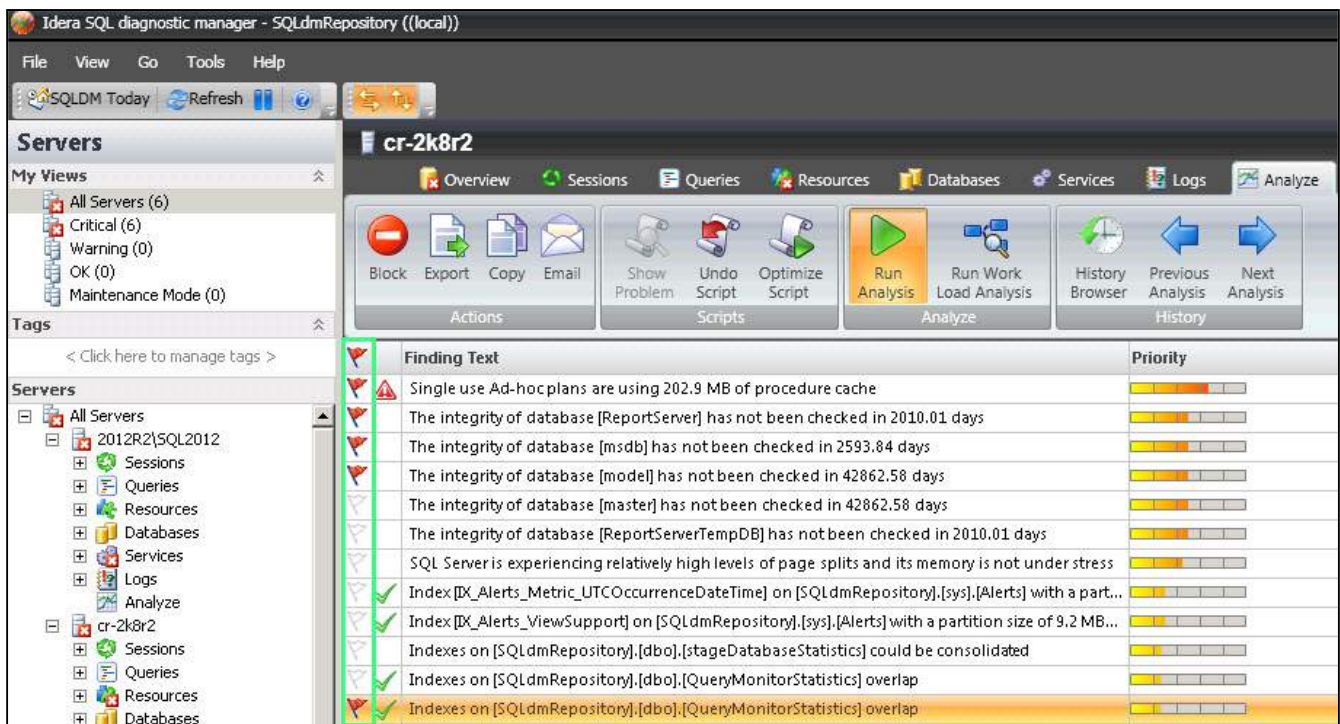 Idera SQL diagnostic manager - SQLdmRepository ((local))
File View Go Tools Help
SQLDM Today Refresh
Servers
cr-2k8r2
My Views
All Servers (6)
Critical (6)
Warning (0)
OK (0)
Maintenance Mode (0)
Tags
< Click here to manage tags >
Servers
All Servers
2012R2\SQL2012
Sessions
Queries
Resources
Databases
Services
Logs
Analyze
cr-2k8r2
Sessions
Queries
Resources
Databases
Overview Sessions Queries Resources Databases Services Logs Analyze
Block Export Copy Email Show Problem Undo Script Optimize Script Run Analysis Run Work Load Analysis History Browser Previous Analysis Next Analysis
Actions Scripts Analyze History
Finding Text Priority
Single use Ad-hoc plans are using 202.9 MB of procedure cache
The integrity of database [ReportServer] has not been checked in 2010.01 days
The integrity of database [msdb] has not been checked in 2593.84 days
The integrity of database [model] has not been checked in 42862.58 days
The integrity of database [master] has not been checked in 42862.58 days
The integrity of database [ReportServerTempDB] has not been checked in 2010.01 days
SQL Server is experiencing relatively high levels of page splits and its memory is not under stress
Index [IX_Alerts_Metric_UTCOccurrenceDateTime] on [SQLdmRepository].[sys].[Alerts] with a part...
Index [IX_Alerts_ViewSupport] on [SQLdmRepository].[sys].[Alerts] with a partition size of 9.2 MB...
Indexes on [SQLdmRepository].[dbo].[stageDatabaseStatistics] could be consolidated
Indexes on [SQLdmRepository].[dbo].[QueryMonitorStatistics] overlap
Indexes on [SQLdmRepository].[dbo].[QueryMonitorStatistics] overlap